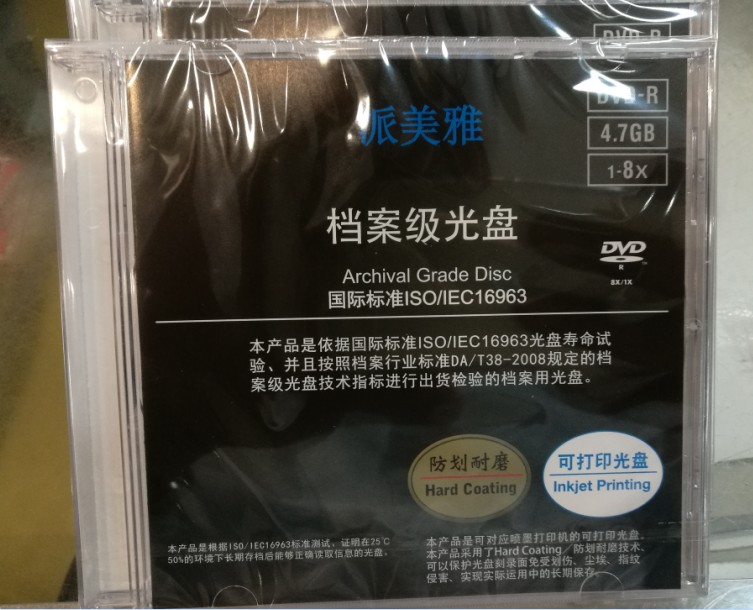 DVD-R
DVD-R
派美雅
4.7GB
1-8X
档案级光盘
DVD
R
8X/1X
Archival Grade Disc
国际标准ISO/IEC16963
本产品是依据国际标准ISO/IEC16963光盘寿命试
验、并且按照档案行业标准DA/T38-2008规定的档
案级光盘技术指标进行出货检验的档案用光盘。
防划耐磨
Hard Coating
可打印光盘
Inkjet Printing
本产品是根据ISO/IEC16963标准测试、证明在25℃
50%的环境下长期存档后能够正确读取信息的光盘。
本产品是可对应喷墨打印机的可打印光盘。
本产品采用了Hard Coating／防划耐磨技术、
可以保护光盘刻录面免受划伤、尘埃、指纹
侵害、实现实际运用中的长期保存。